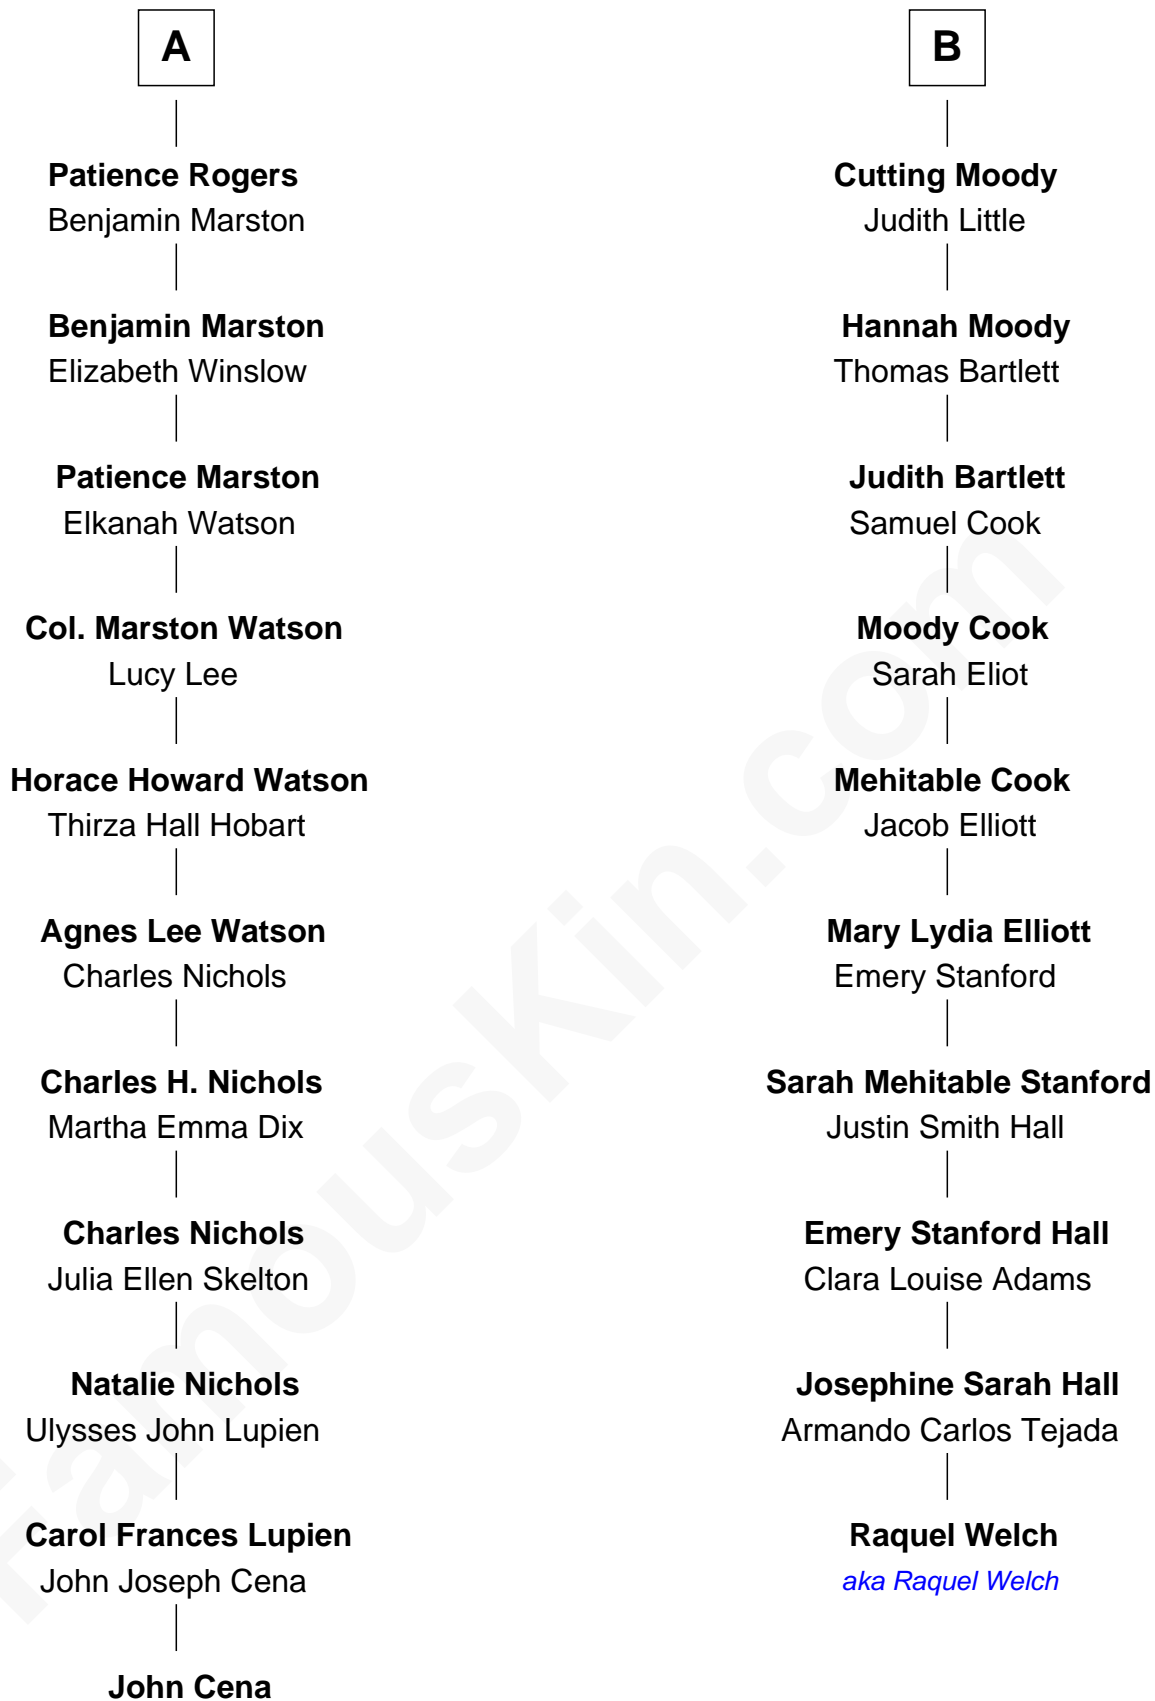 A
Patience Rogers
Benjamin Marston
Benjamin Marston
Elizabeth Winslow
Patience Marston
Elkanah Watson
Col. Marston Watson
Lucy Lee
Horace Howard Watson
Thirza Hall Hobart
Agnes Lee Watson
Charles Nichols
Charles H. Nichols
Martha Emma Dix
Charles Nichols
Julia Ellen Skelton
Natalie Nichols
Ulysses John Lupien
Carol Frances Lupien
John Joseph Cena
John Cena
B
Cutting Moody
Judith Little
Hannah Moody
Thomas Bartlett
Judith Bartlett
Samuel Cook
Moody Cook
Sarah Eliot
Mehitable Cook
Jacob Elliott
Mary Lydia Elliott
Emery Stanford
Sarah Mehitable Stanford
Justin Smith Hall
Emery Stanford Hall
Clara Louise Adams
Josephine Sarah Hall
Armando Carlos Tejada
Raquel Welch
aka Raquel Welch
FamousKin.com